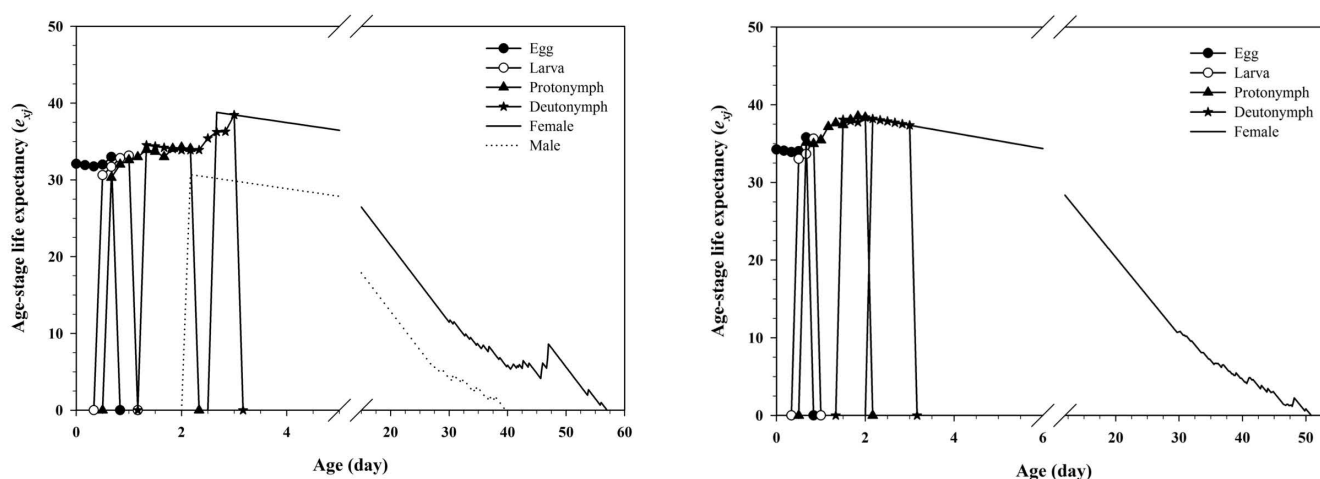 50
40
30
20
10
0
Age-stage life expectancy (exj)
Egg
Larva
Protonymph
Deutonymph
Female
Male
0 2 4 20 30 40 50 60
Age (day)
50
40
30
20
10
0
Age-stage life expectancy (exj)
Egg
Larva
Protonymph
Deutonymph
Female
0 2 4 6 20 30 40 50
Age (day)